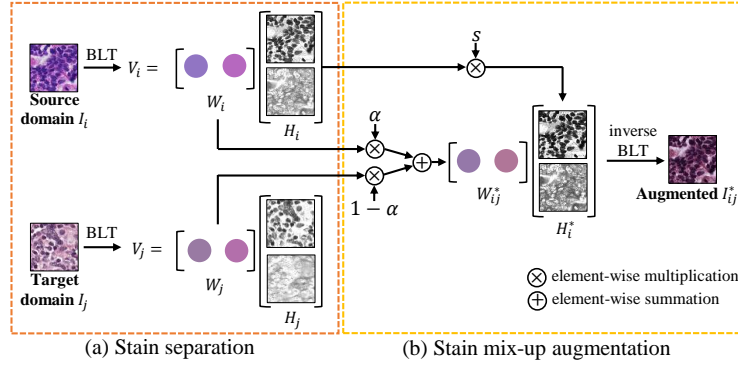 BLT
V_i =
W_i
H_i
Source
domain I_i
BLT
V_j =
W_j
H_j
Target
domain I_j
s
α
1 − α
W*_ij
H*_i
inverse
BLT
Augmented I*_ij
element-wise multiplication
element-wise summation
(a) Stain separation
(b) Stain mix-up augmentation